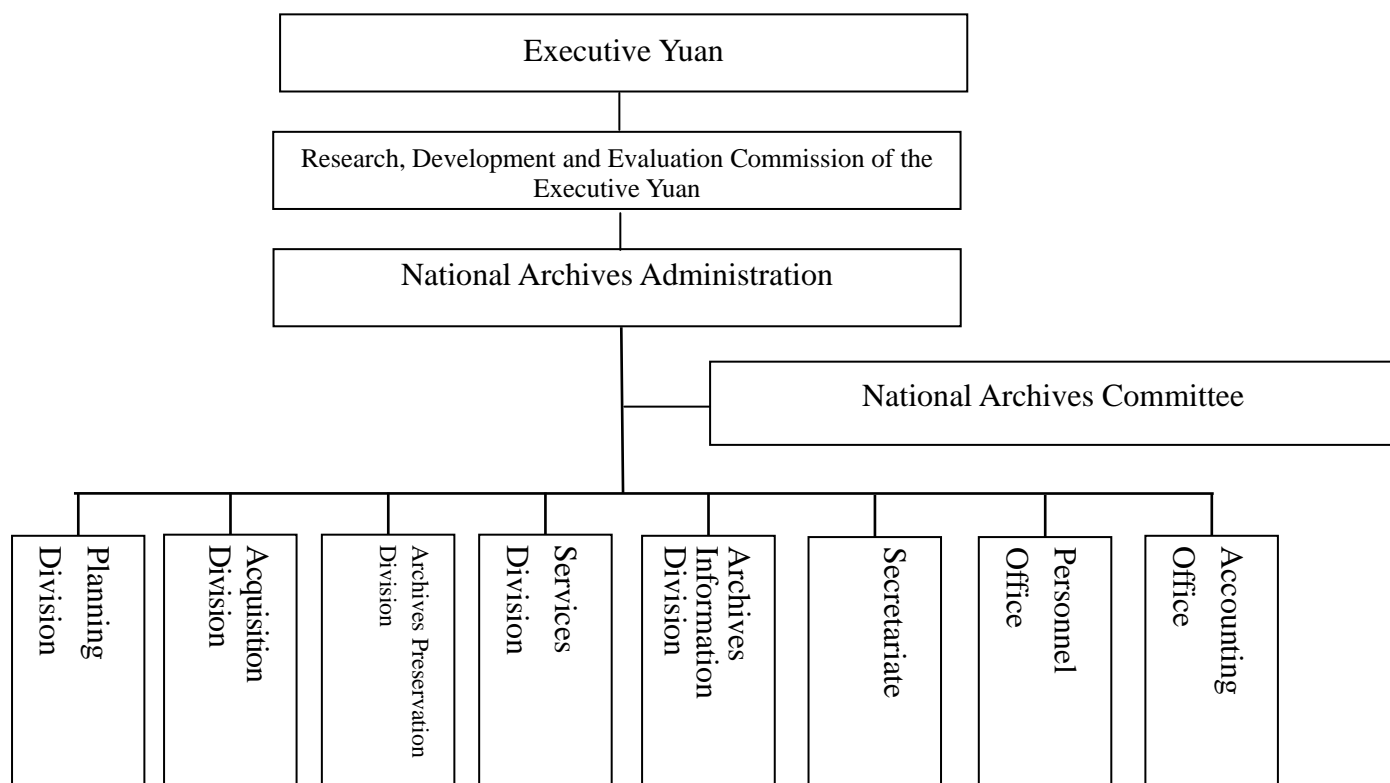 Executive Yuan
Research, Development and Evaluation Commission of the
Executive Yuan
National Archives Administration
National Archives Committee
Planning
Division
Acquisition
Division
Archives Preservation
Division
Services
Division
Archives
Information
Division
Secretariate
Personnel
Office
Accounting
Office